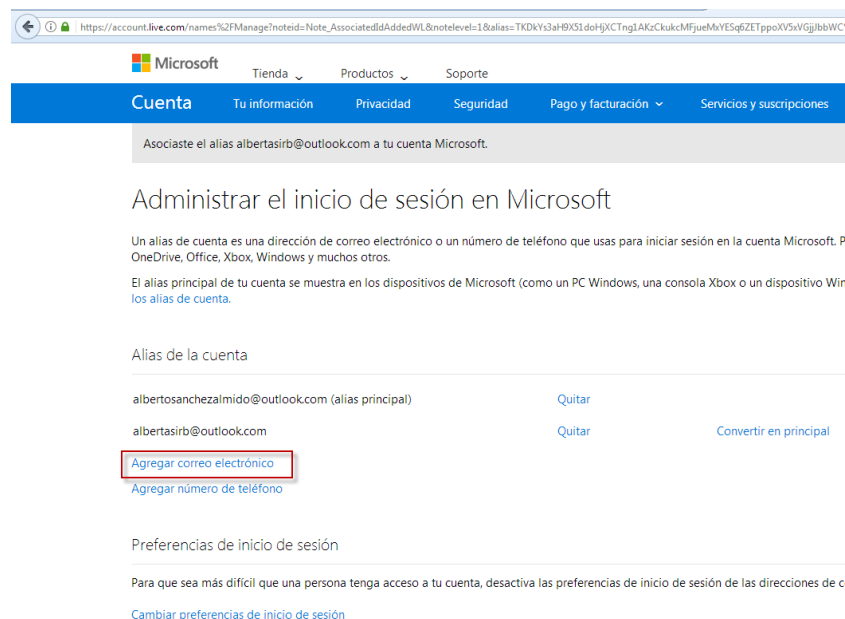 https://account.live.com/names%2FManage?noteid=Note_AssociatedIdAddedWL&notelevel=1&alias=
Microsoft
Tienda Productos Soporte
Cuenta Tu información Privacidad Seguridad Pago y facturación Servicios y suscripciones
Asociaste el alias albertasirb@outlook.com a tu cuenta Microsoft.
Administrar el inicio de sesión en Microsoft
Un alias de cuenta es una dirección de correo electrónico o un número de teléfono que usas para iniciar sesión en la cuenta Microsoft. P
OneDrive, Office, Xbox, Windows y muchos otros.
El alias principal de tu cuenta se muestra en los dispositivos de Microsoft (como un PC Windows, una consola Xbox o un dispositivo Win
los alias de cuenta.
Alias de la cuenta
albertosanchezalmido@outlook.com (alias principal) Quitar
albertasirb@outlook.com Quitar Convertir en principal
Agregar correo electrónico
Agregar número de teléfono
Preferencias de inicio de sesión
Para que sea más difícil que una persona tenga acceso a tu cuenta, desactiva las preferencias de inicio de sesión de las direcciones de c
Cambiar preferencias de inicio de sesión